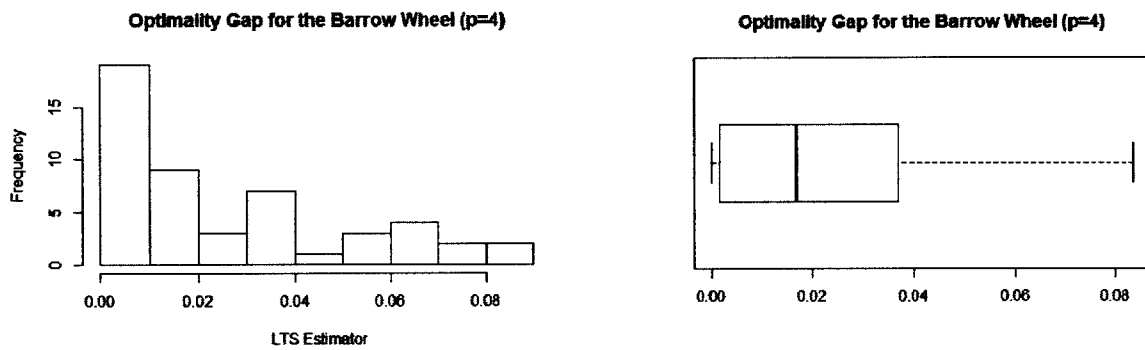 Optimality Gap for the Barrow Wheel (p=4)
Frequency
0
5
10
15
0.00 0.02 0.04 0.06 0.08
LTS Estimator
Optimality Gap for the Barrow Wheel (p=4)
0.00 0.02 0.04 0.06 0.08